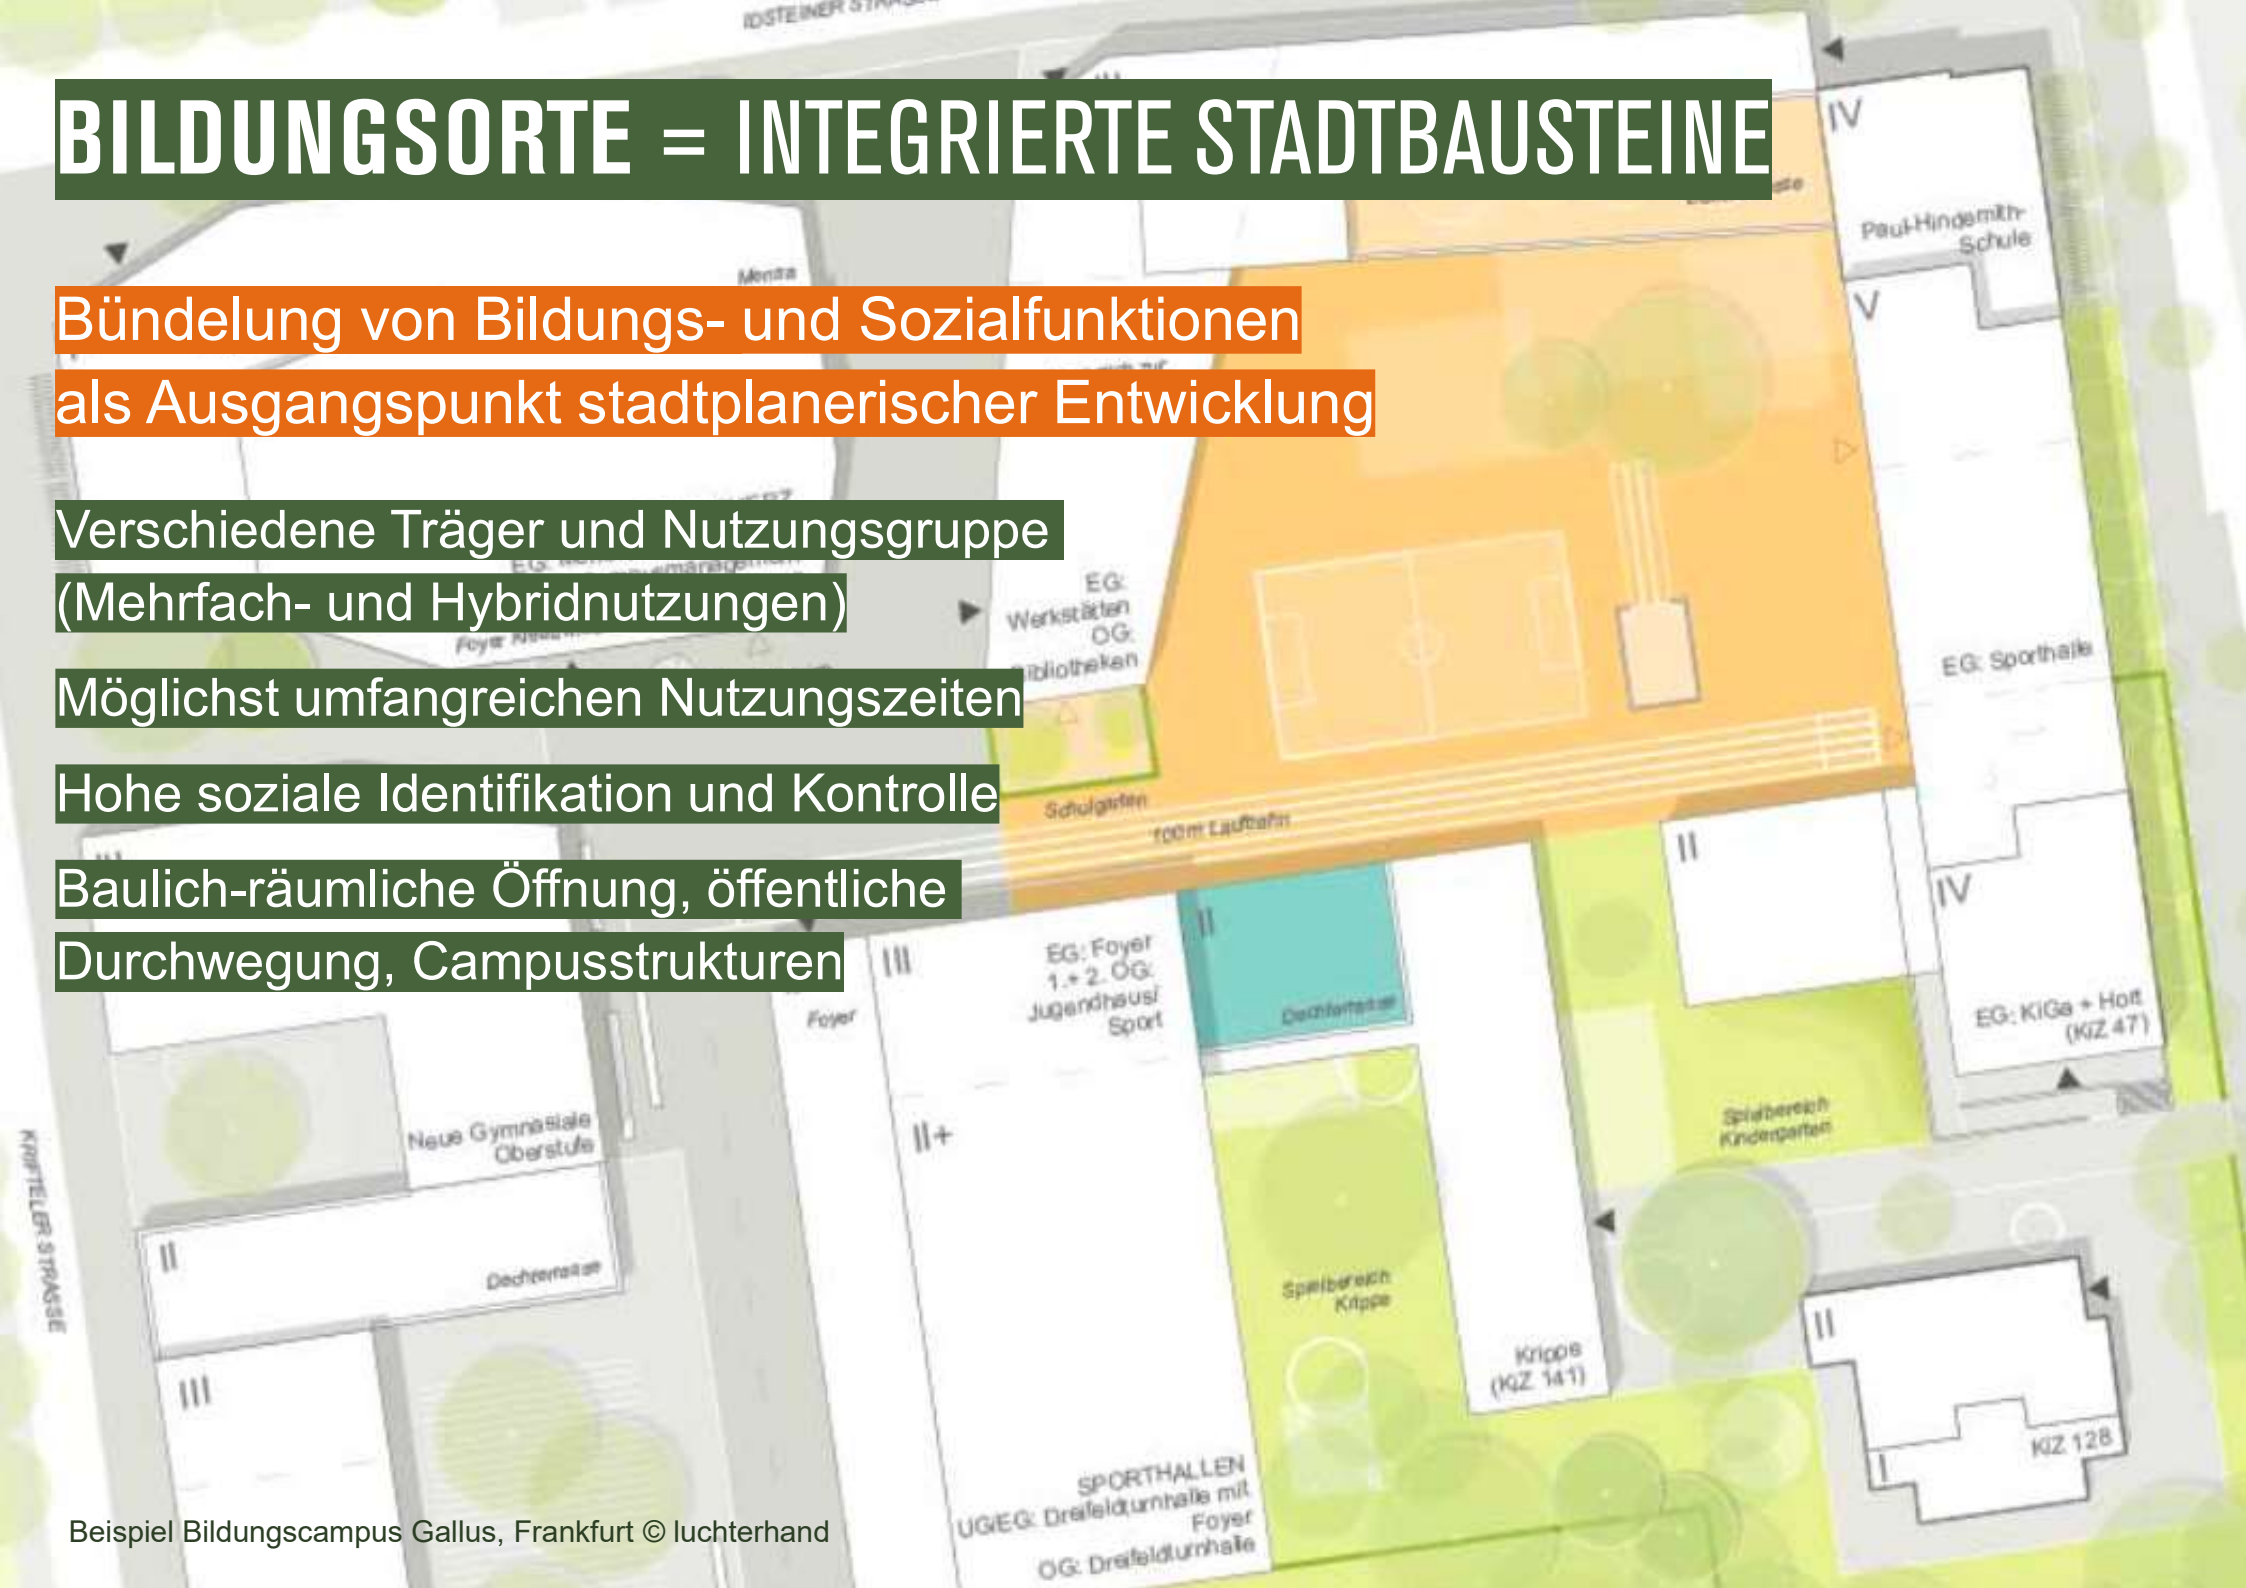 IDSTEINER
BILDUNGSORTE = INTEGRIERTE STADTBAUSTEINE
IV
Paul-Hindemith-
Schule
Mensa
Bündelung von Bildungs- und Sozialfunktionen
V
als Ausgangspunkt stadtplanerischer Entwicklung
Verschiedene Träger und Nutzungsgruppe
(Mehrfach- und Hybridnutzungen)
EG:
Werkstätten
OG:
Bibliotheken
Foyer
EG: Sporthalle
Möglichst umfangreichen Nutzungszeiten
Hohe soziale Identifikation und Kontrolle
Schulgarten
100m Laufbahn
II
IV
Baulich-räumliche Öffnung, öffentliche
Durchwegung, Campusstrukturen
III
EG: Foyer
1.+ 2. OG:
Jugendhaus/
Sport
II
Dachterrasse
Foyer
EG: KiGa + Hort
(KiZ 47)
Neue Gymnasiale
Oberstufe
II+
Spielbereich
Kindergarten
KRIFTELER STRASSE
II
Dachterrasse
Spielbereich
Krippe
II
III
Krippe
(KiZ 141)
KiZ 128
I
SPORTHALLEN
UG/EG: Dreifeldturnhalle mit
Foyer
OG: Dreifeldturnhalle
Beispiel Bildungscampus Gallus, Frankfurt © luchterhand